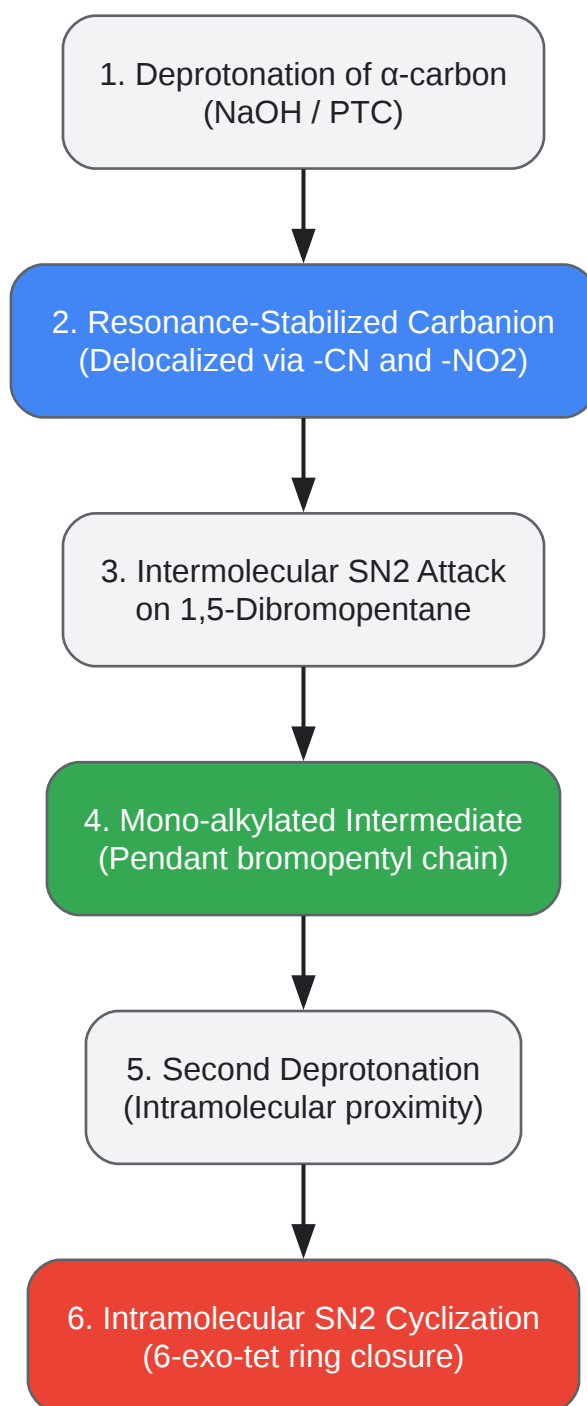 1. Deprotonation of α-carbon
(NaOH / PTC)
2. Resonance-Stabilized Carbanion
(Delocalized via -CN and -NO2)
3. Intermolecular SN2 Attack
on 1,5-Dibromopentane
4. Mono-alkylated Intermediate
(Pendant bromopentyl chain)
5. Second Deprotonation
(Intramolecular proximity)
6. Intramolecular SN2 Cyclization
(6-exo-tet ring closure)